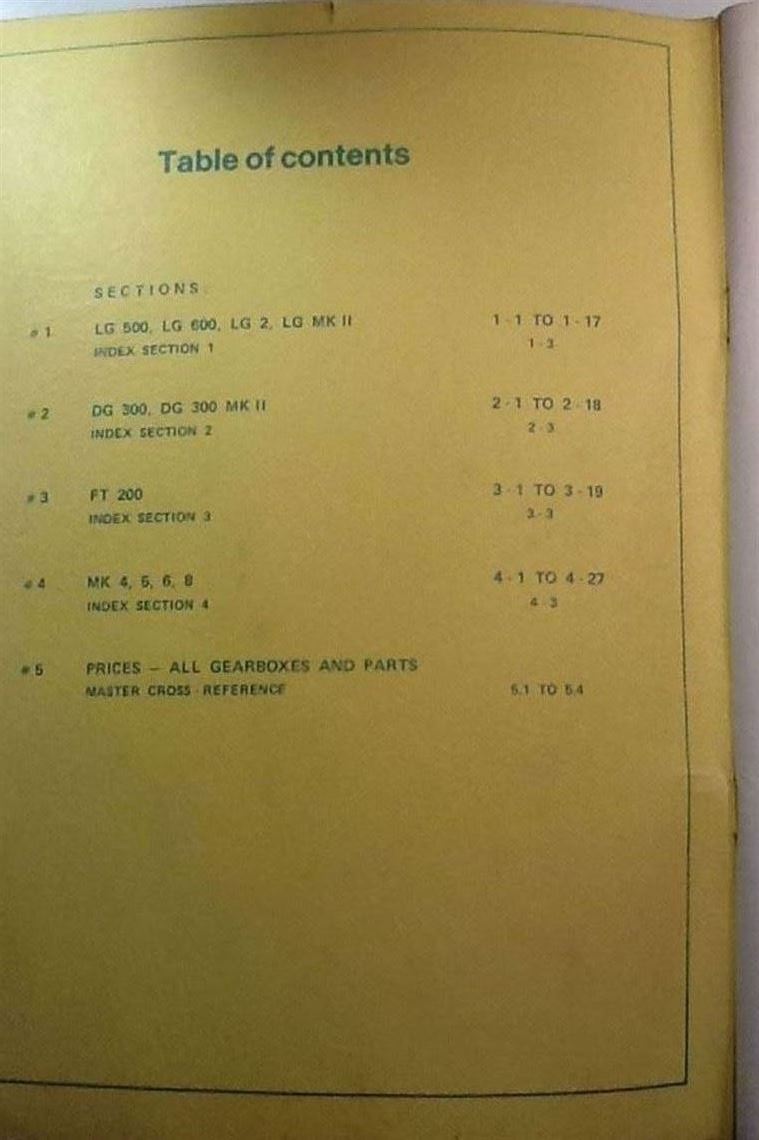 Table of contents
SECTIONS
# 1 LG 500, LG 600, LG 2, LG MK II 1-1 TO 1-17
INDEX SECTION 1 1-3
# 2 DG 300, DG 300 MK II 2-1 TO 2-18
INDEX SECTION 2 2-3
# 3 FT 200 3-1 TO 3-19
INDEX SECTION 3 3-3
# 4 MK 4, 5, 6, 8 4-1 TO 4-27
INDEX SECTION 4 4-3
# 5 PRICES – ALL GEARBOXES AND PARTS
MASTER CROSS-REFERENCE 5.1 TO 5.4